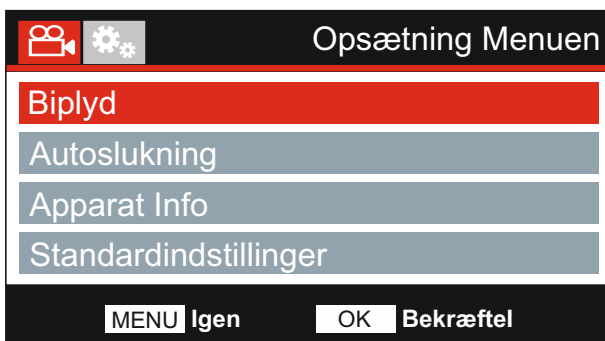 Opsætning Menuen
Biplyd
Autoslukning
Apparat Info
Standardindstillinger
MENU Igen OK Bekræftel